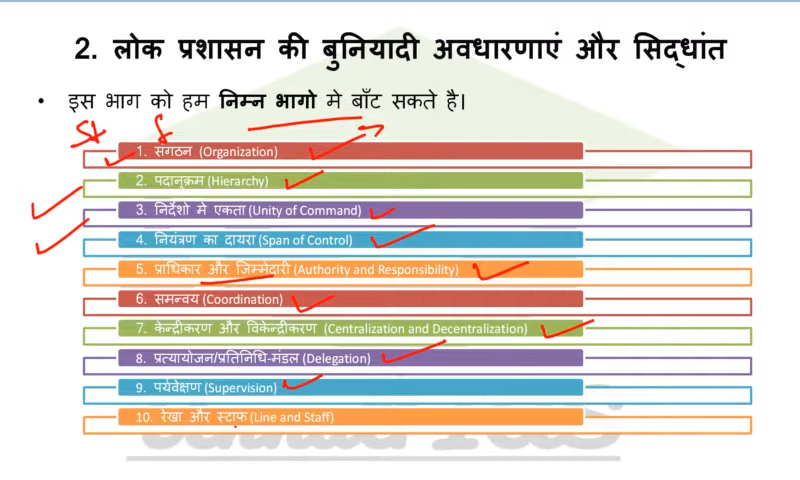 2. लोक प्रशासन की बुनियादी अवधारणाएं और सिद्धांत
• इस भाग को हम निम्न भागो मे बाँट सकते है।
1. संगठन (Organization)
2. पदानुक्रम (Hierarchy)
3. निर्देशो मे एकता (Unity of Command)
4. नियंत्रण का दायरा (Span of Control)
5. प्राधिकार और जिम्मेदारी (Authority and Responsibility)
6. समन्वय (Coordination)
7. केन्द्रीकरण और विकेन्द्रीकरण (Centralization and Decentralization)
8. प्रत्यायोजन/प्रतिनिधि-मंडल (Delegation)
9. पर्यवेक्षण (Supervision)
10. रेखा और स्टाफ (Line and Staff)